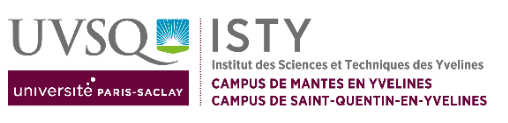 UVSQ
université PARIS-SACLAY
ISTY
Institut des Sciences et Techniques des Yvelines
CAMPUS DE MANTES EN YVELINES
CAMPUS DE SAINT-QUENTIN-EN-YVELINES